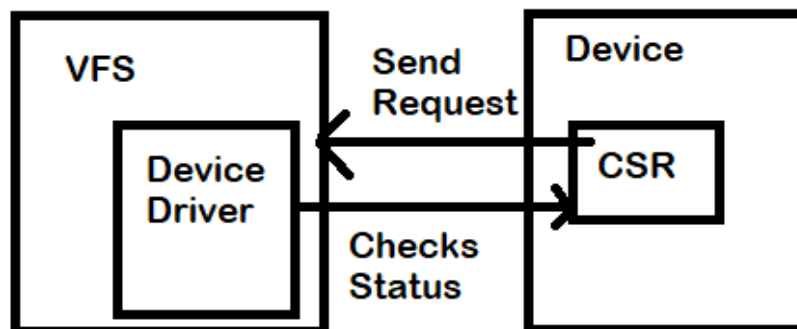 VFS
Device
Driver
Send
Request
Checks
Status
Device
CSR